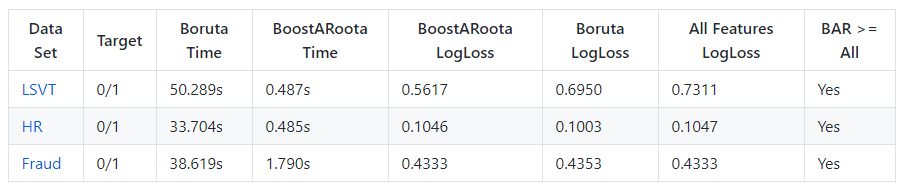 Data Set Target Boruta Time BoostARoota Time BoostARoota LogLoss Boruta LogLoss All Features LogLoss BAR >= All
LSVT 0/1 50.289s 0.487s 0.5617 0.6950 0.7311 Yes
HR 0/1 33.704s 0.485s 0.1046 0.1003 0.1047 Yes
Fraud 0/1 38.619s 1.790s 0.4333 0.4353 0.4333 Yes